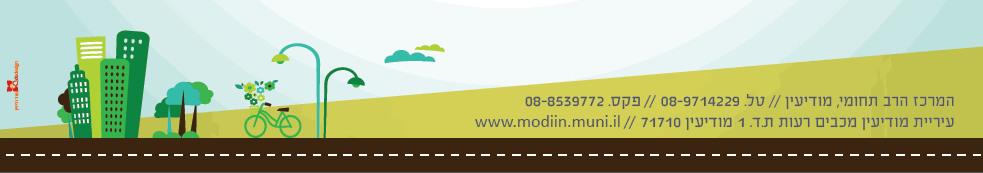 המרכז הרב תחומי, מודיעין // טל. 08-9714229 // פקס. 08-8539772
עיריית מודיעין מכבים רעות ת.ד. 1 מודיעין 71710 // www.modiin.muni.il